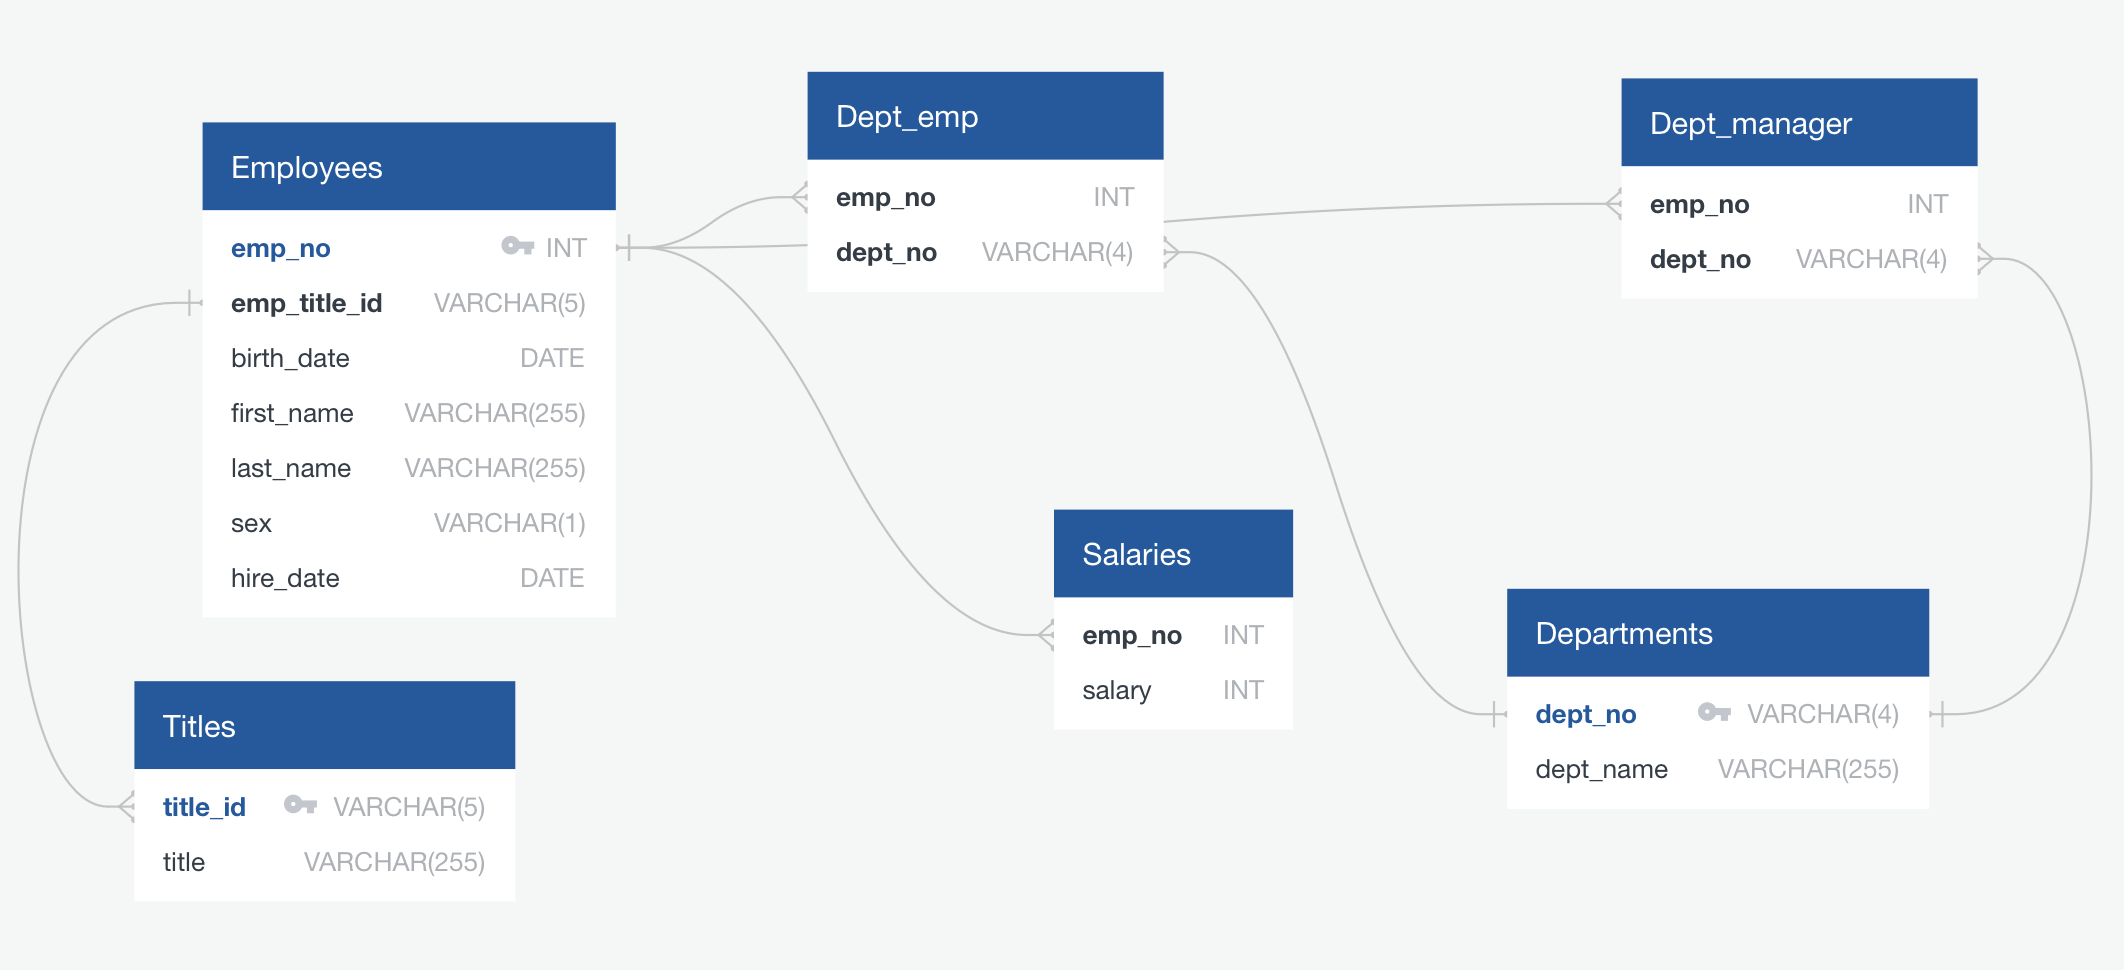 Employees
emp_no INT
emp_title_id VARCHAR(5)
birth_date DATE
first_name VARCHAR(255)
last_name VARCHAR(255)
sex VARCHAR(1)
hire_date DATE
Dept_emp
emp_no INT
dept_no VARCHAR(4)
Dept_manager
emp_no INT
dept_no VARCHAR(4)
Salaries
emp_no INT
salary INT
Departments
dept_no VARCHAR(4)
dept_name VARCHAR(255)
Titles
title_id VARCHAR(5)
title VARCHAR(255)